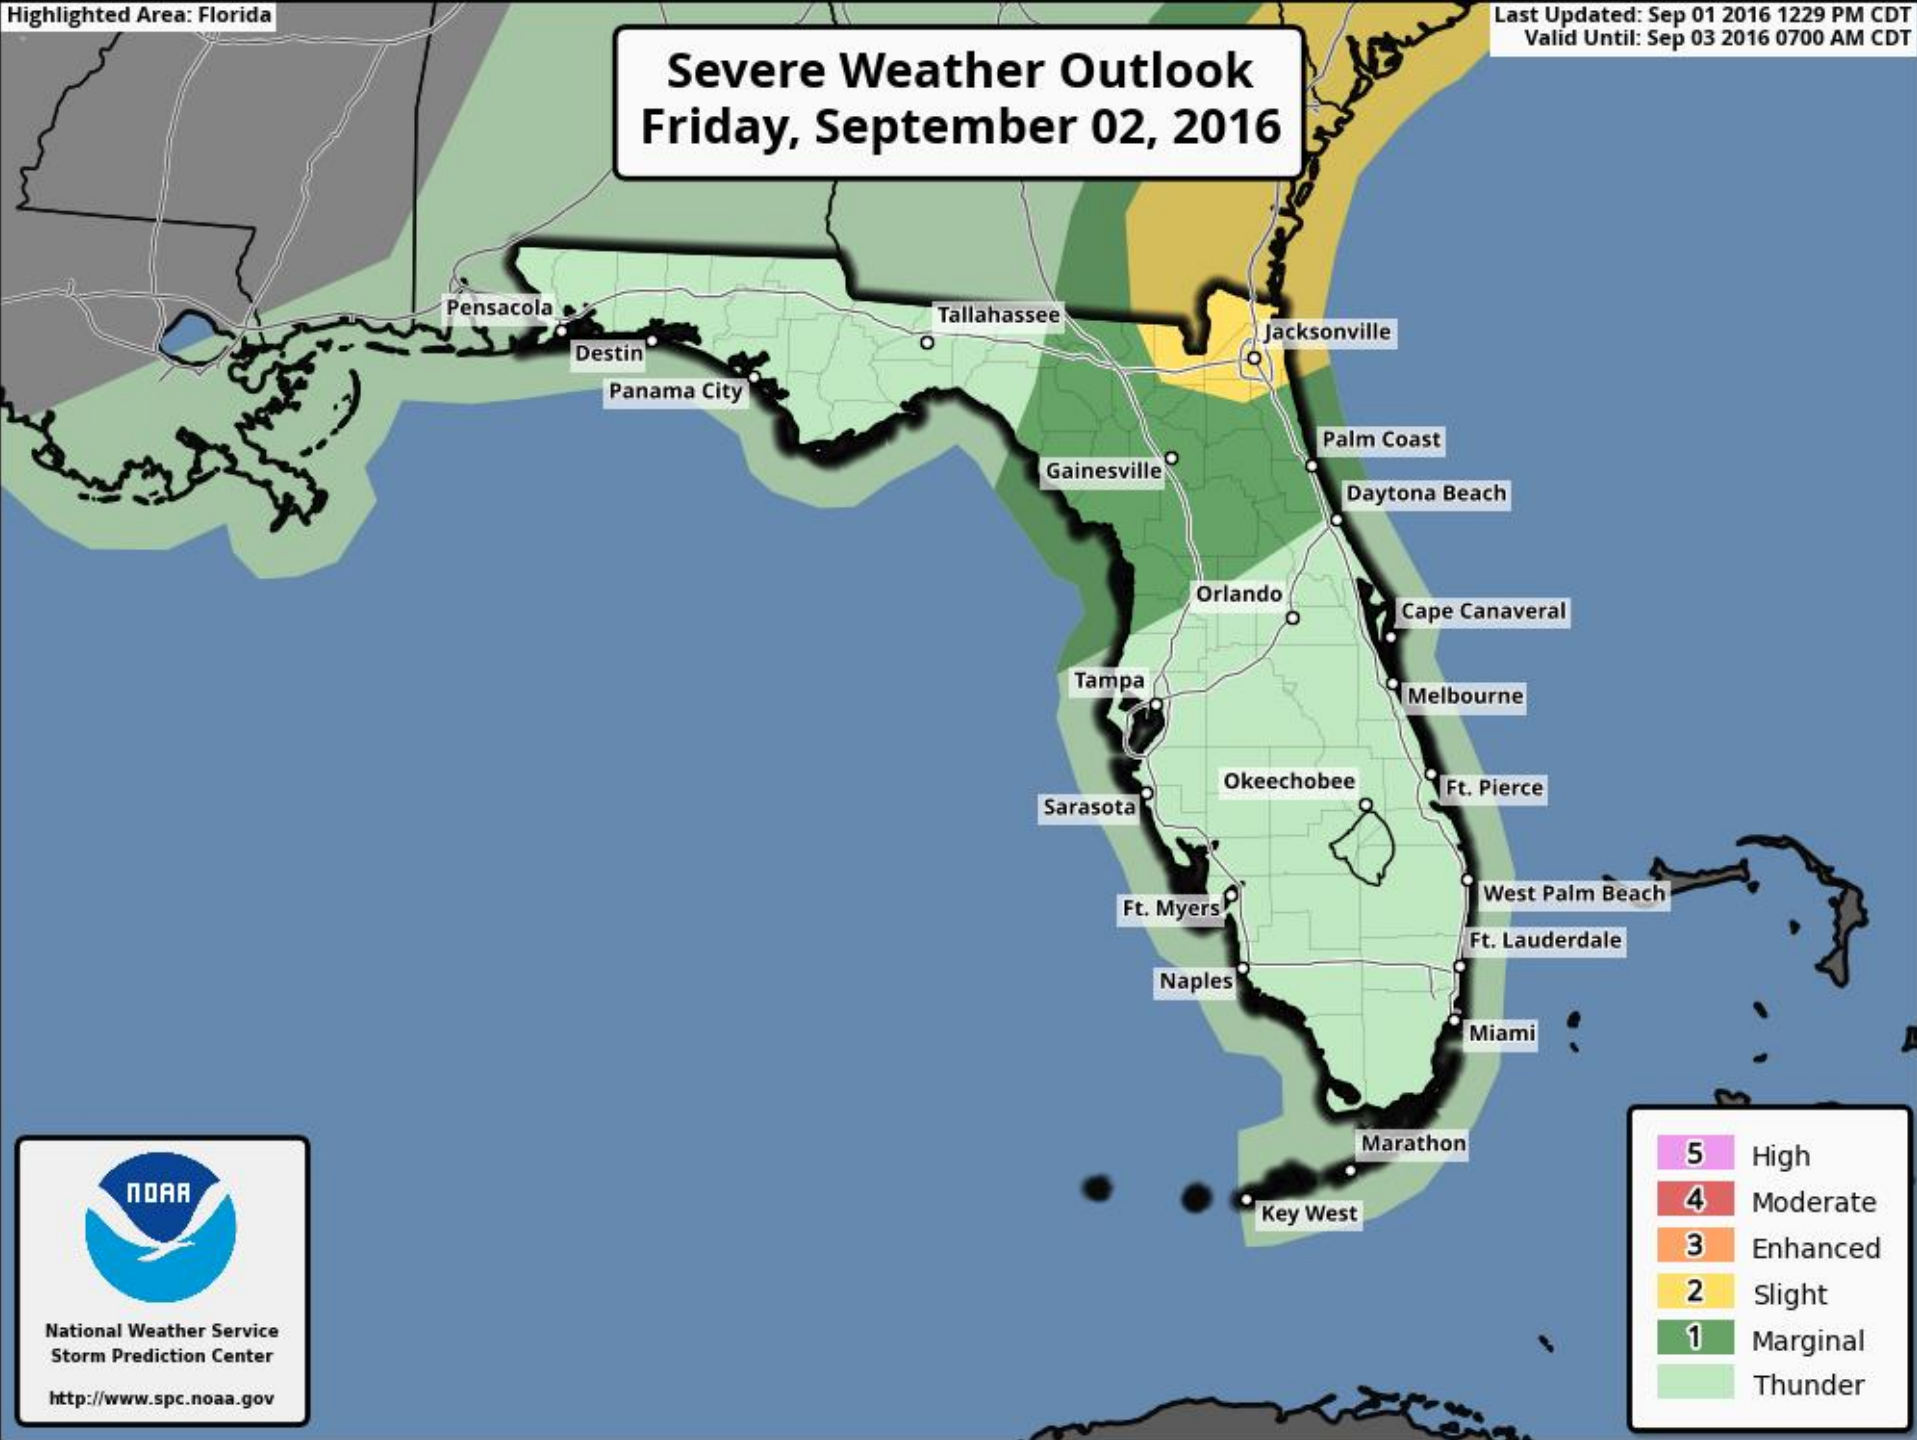 Highlighted Area: Florida
Last Updated: Sep 01 2016 1229 PM CDT
Valid Until: Sep 03 2016 0700 AM CDT
Severe Weather Outlook
Friday, September 02, 2016
Pensacola
Tallahassee
Jacksonville
Destin
Panama City
Palm Coast
Gainesville
Daytona Beach
Orlando
Cape Canaveral
Tampa
Melbourne
Okeechobee
Ft. Pierce
Sarasota
West Palm Beach
Ft. Myers
Ft. Lauderdale
Naples
Miami
Marathon
Key West
NOAA
National Weather Service
Storm Prediction Center
http://www.spc.noaa.gov
5 High
4 Moderate
3 Enhanced
2 Slight
1 Marginal
Thunder